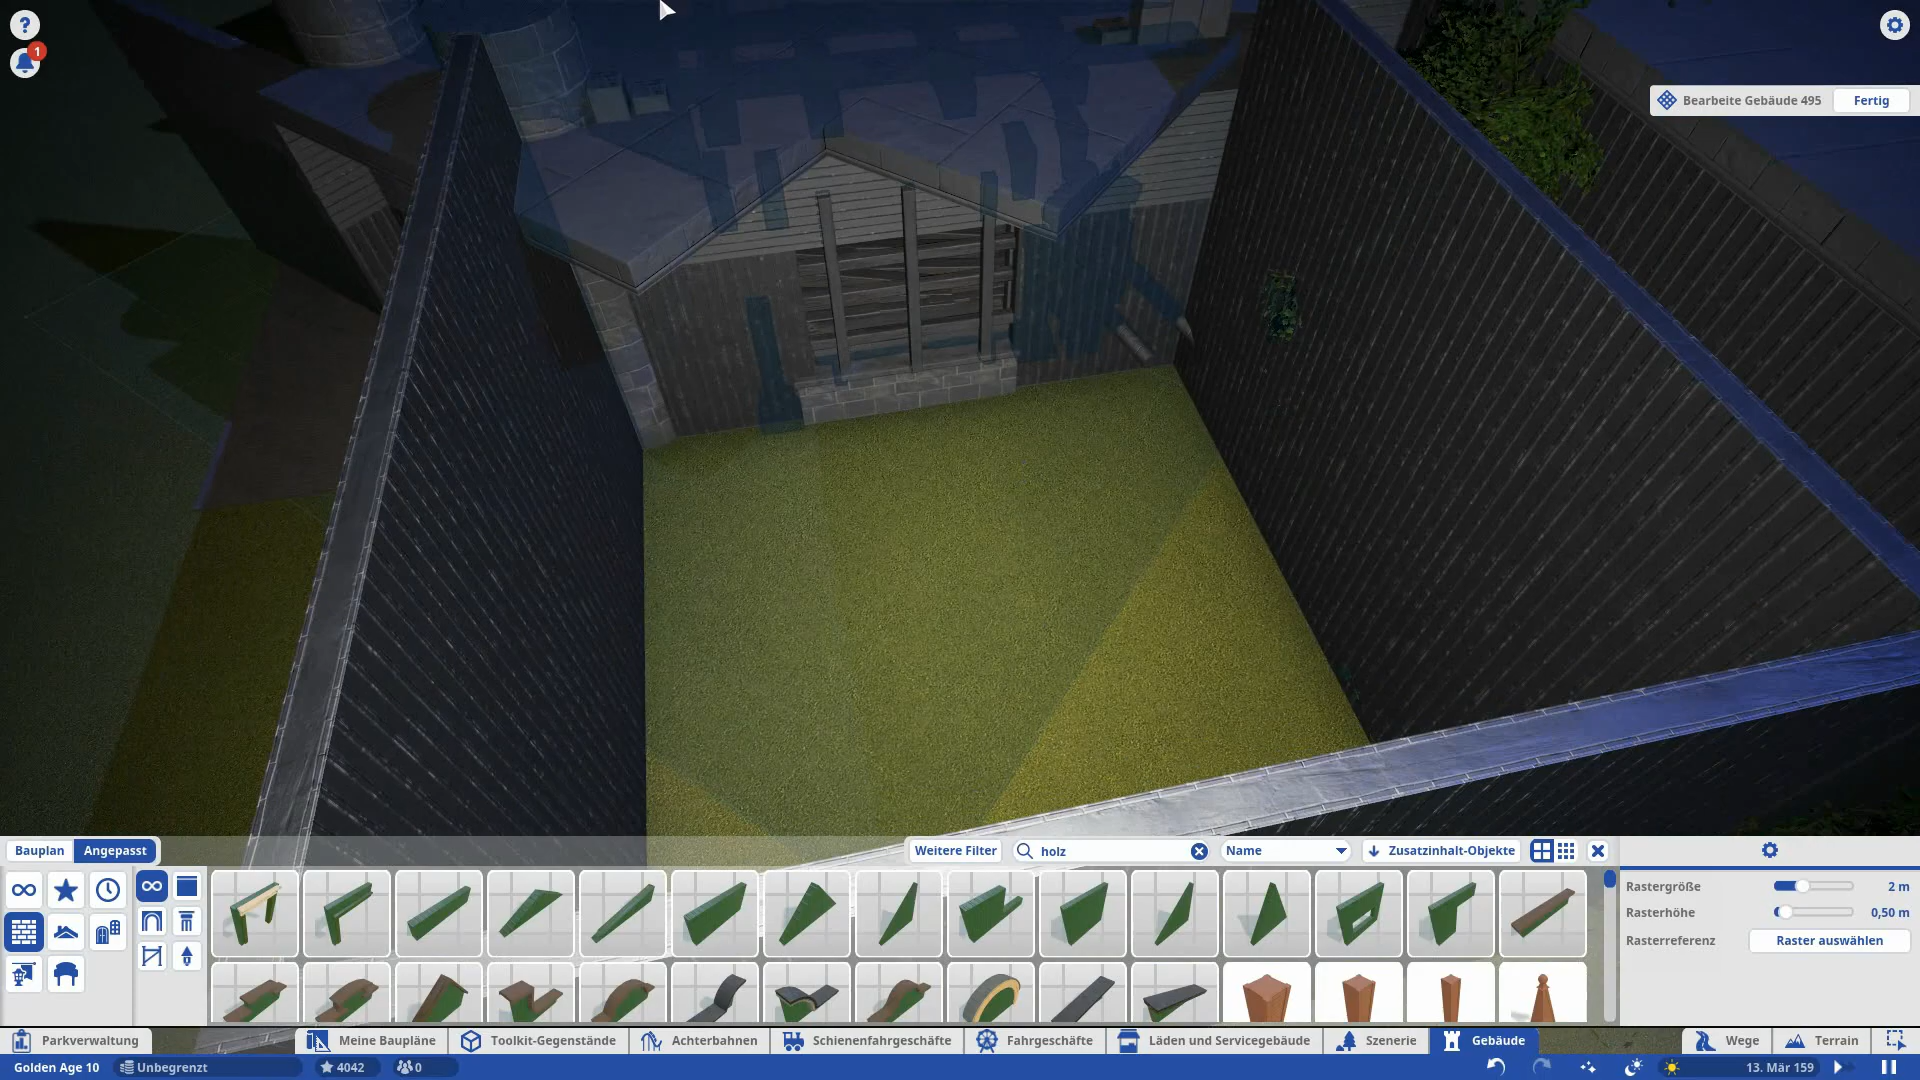 ?
1
Bearbeite Gebäude 495
Fertig
Bauplan
Angepasst
Weitere Filter
holz
Name
Zusatzinhalt-Objekte
Rastergröße
2 m
Rasterhöhe
0,50 m
Rasterreferenz
Raster auswählen
Parkverwaltung
Meine Baupläne
Toolkit-Gegenstände
Achterbahnen
Schienenfahrgeschäfte
Fahrgeschäfte
Läden und Servicegebäude
Szenerie
Gebäude
Wege
Terrain
Golden Age 10
Unbegrenzt
4042
0
13. Mär 159